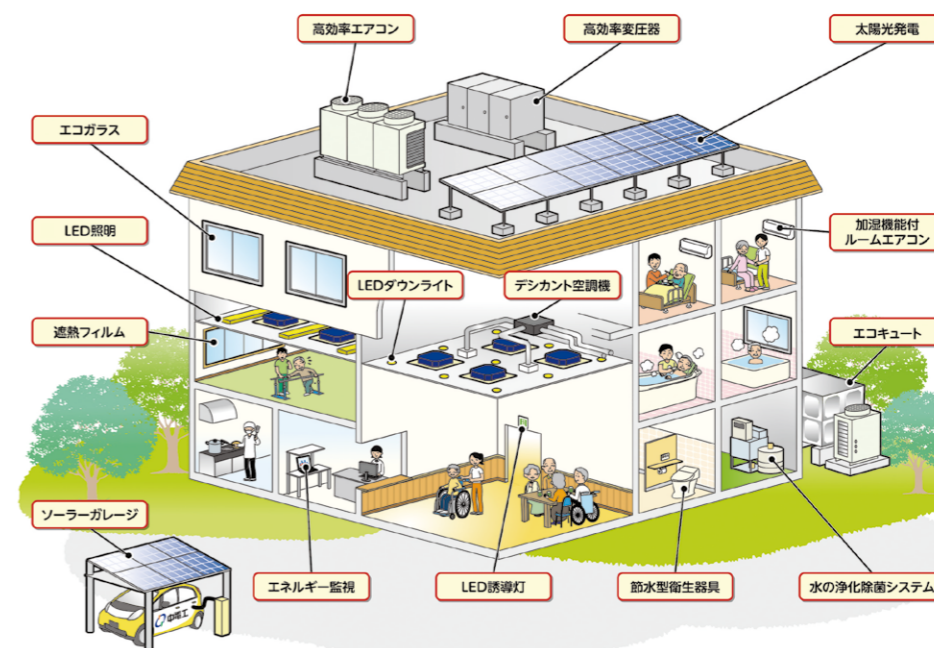 高効率エアコン
高効率変圧器
太陽光発電
エコガラス
LED照明
加湿機能付
ルームエアコン
LEDダウンライト
デシカント空調機
遮熱フィルム
エコキュート
ソーラーガレージ
エネルギー監視
LED誘導灯
節水型衛生器具
水の浄化除菌システム
中電工